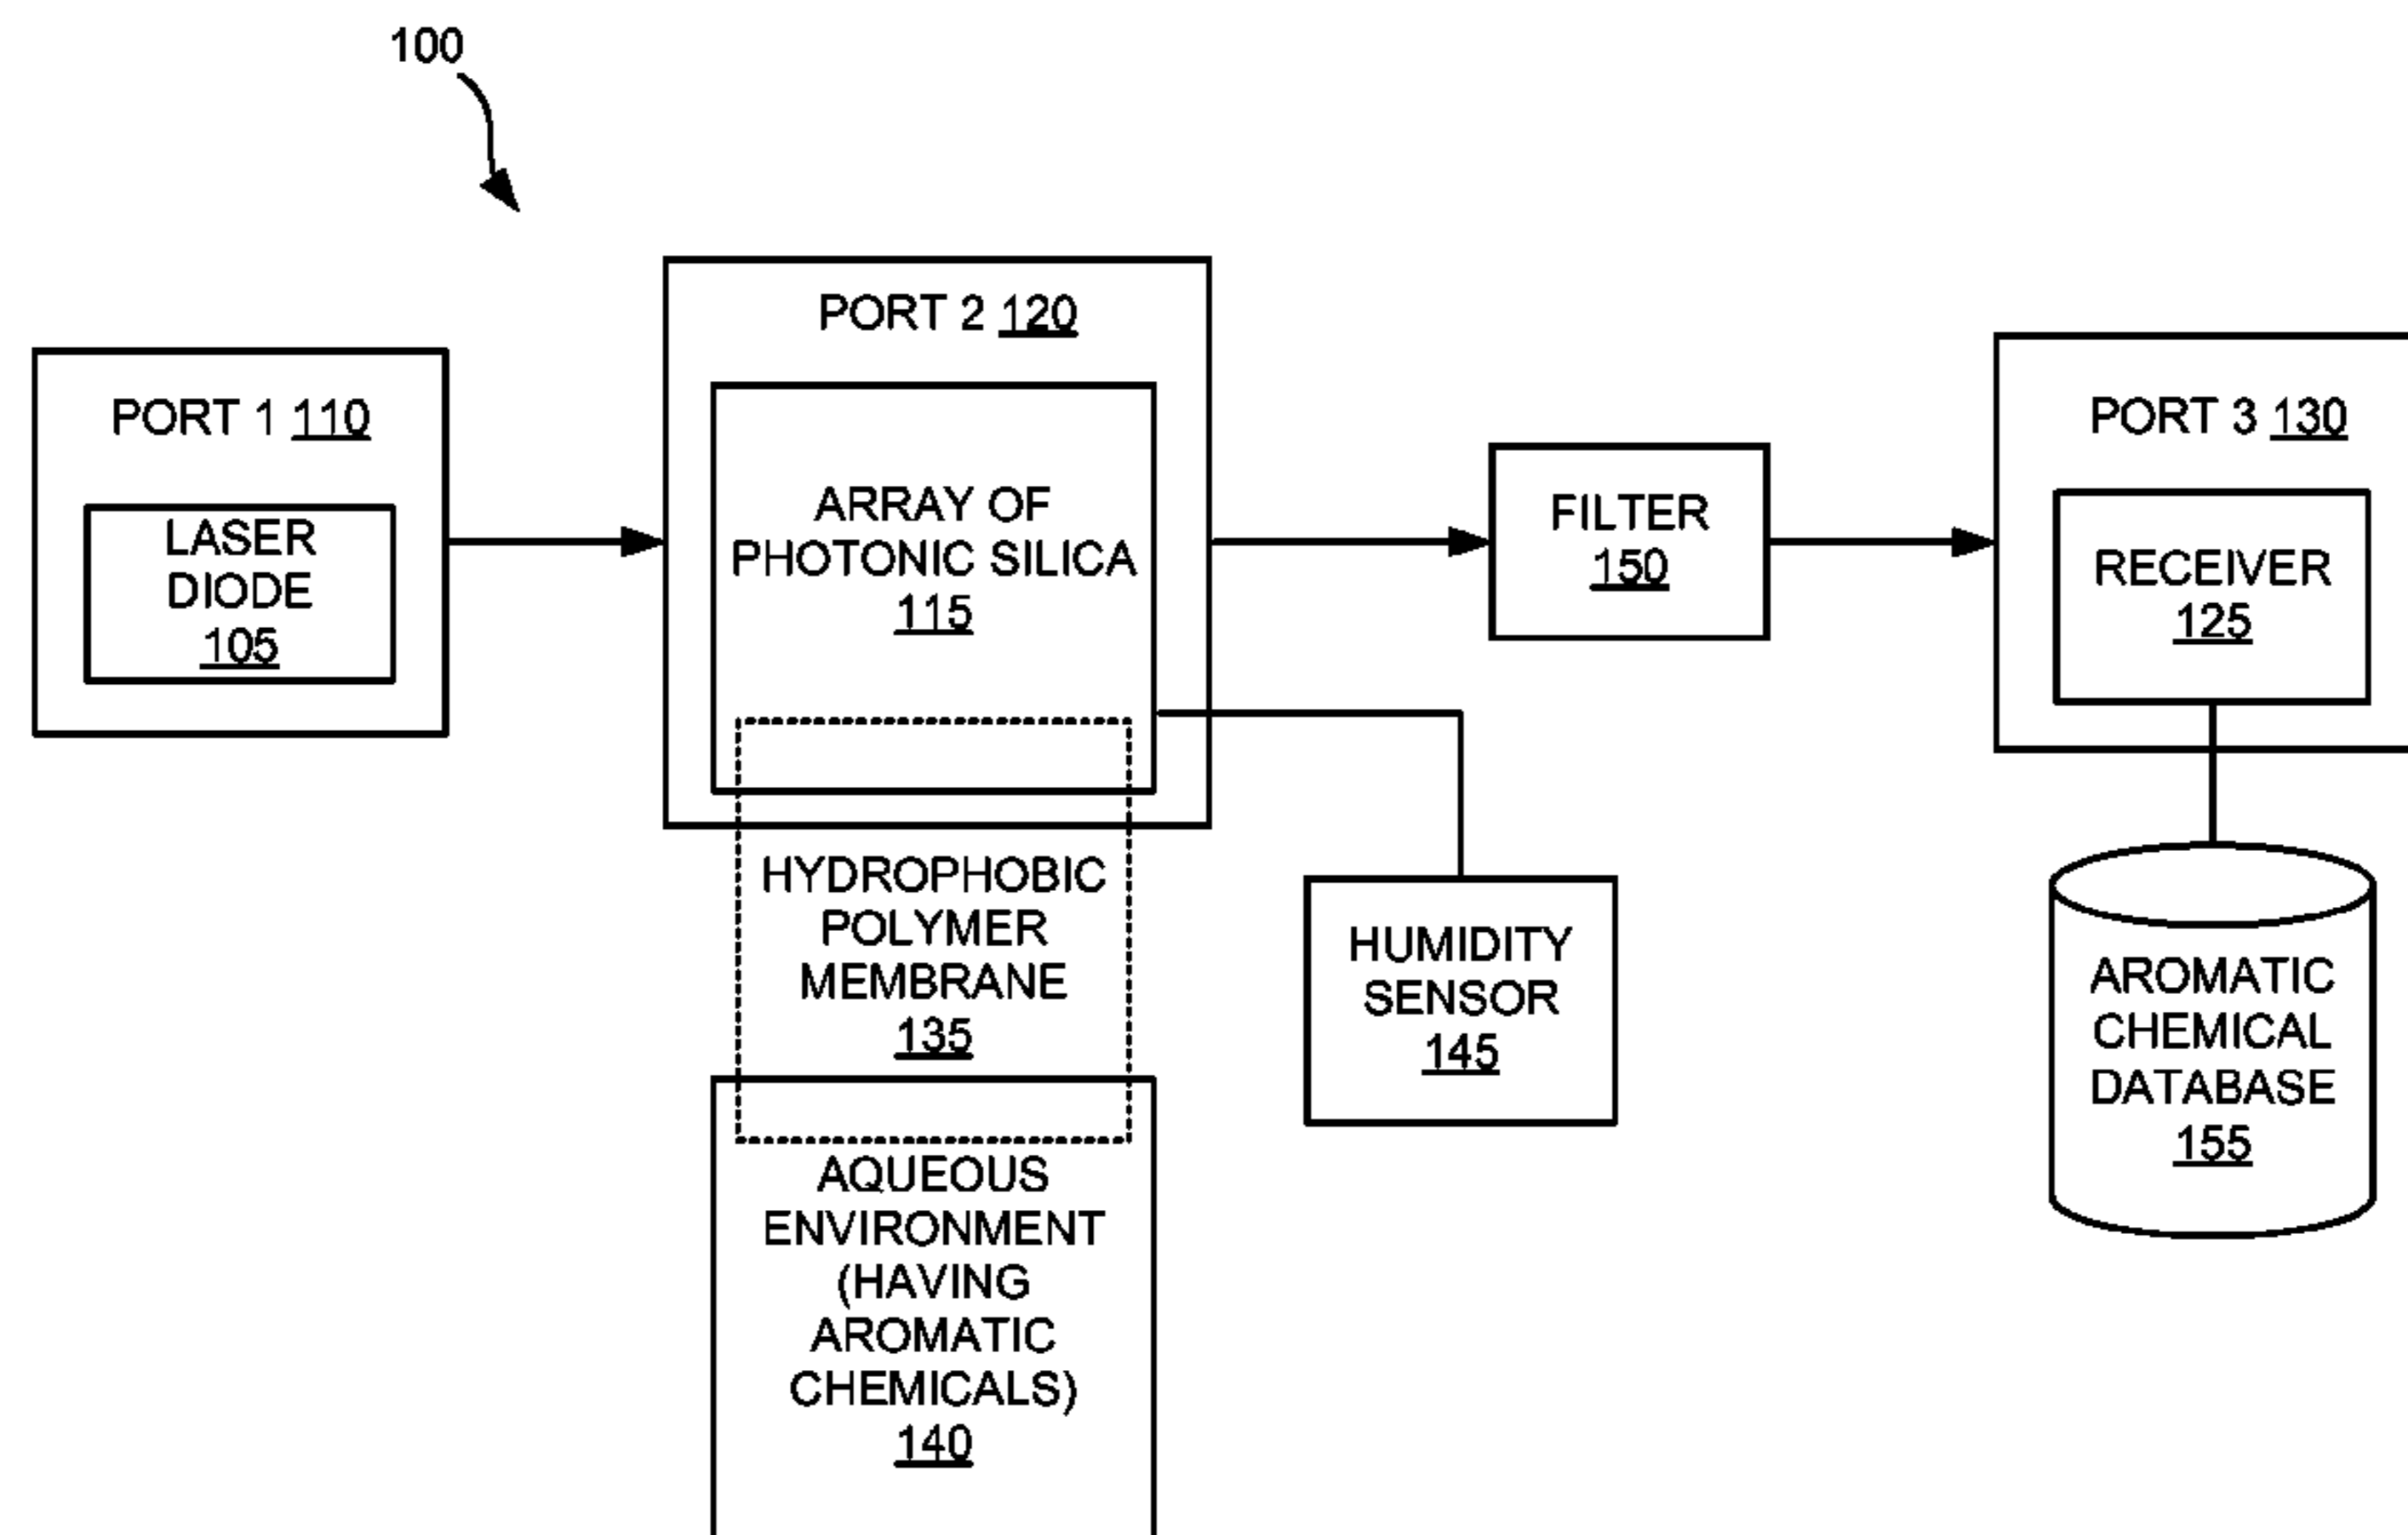 100
PORT 1 110
LASER
DIODE
105
PORT 2 120
ARRAY OF
PHOTONIC SILICA
115
HYDROPHOBIC
POLYMER
MEMBRANE
135
AQUEOUS
ENVIRONMENT
(HAVING
AROMATIC
CHEMICALS)
140
FILTER
150
HUMIDITY
SENSOR
145
PORT 3 130
RECEIVER
125
AROMATIC
CHEMICAL
DATABASE
155